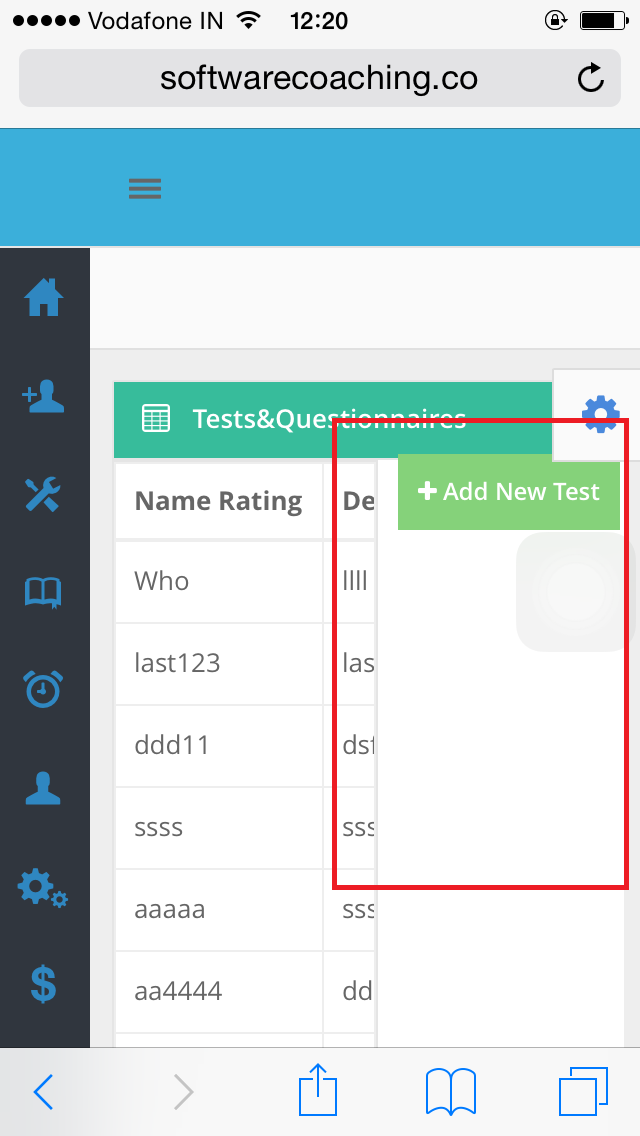 Vodafone IN 12:20
softwarecoaching.co
Tests&Questionnaires
+ Add New Test
Name Rating De
Who llll
last123 las
ddd11 dsf
ssss sss
aaaaa sss
aa4444 dd
$